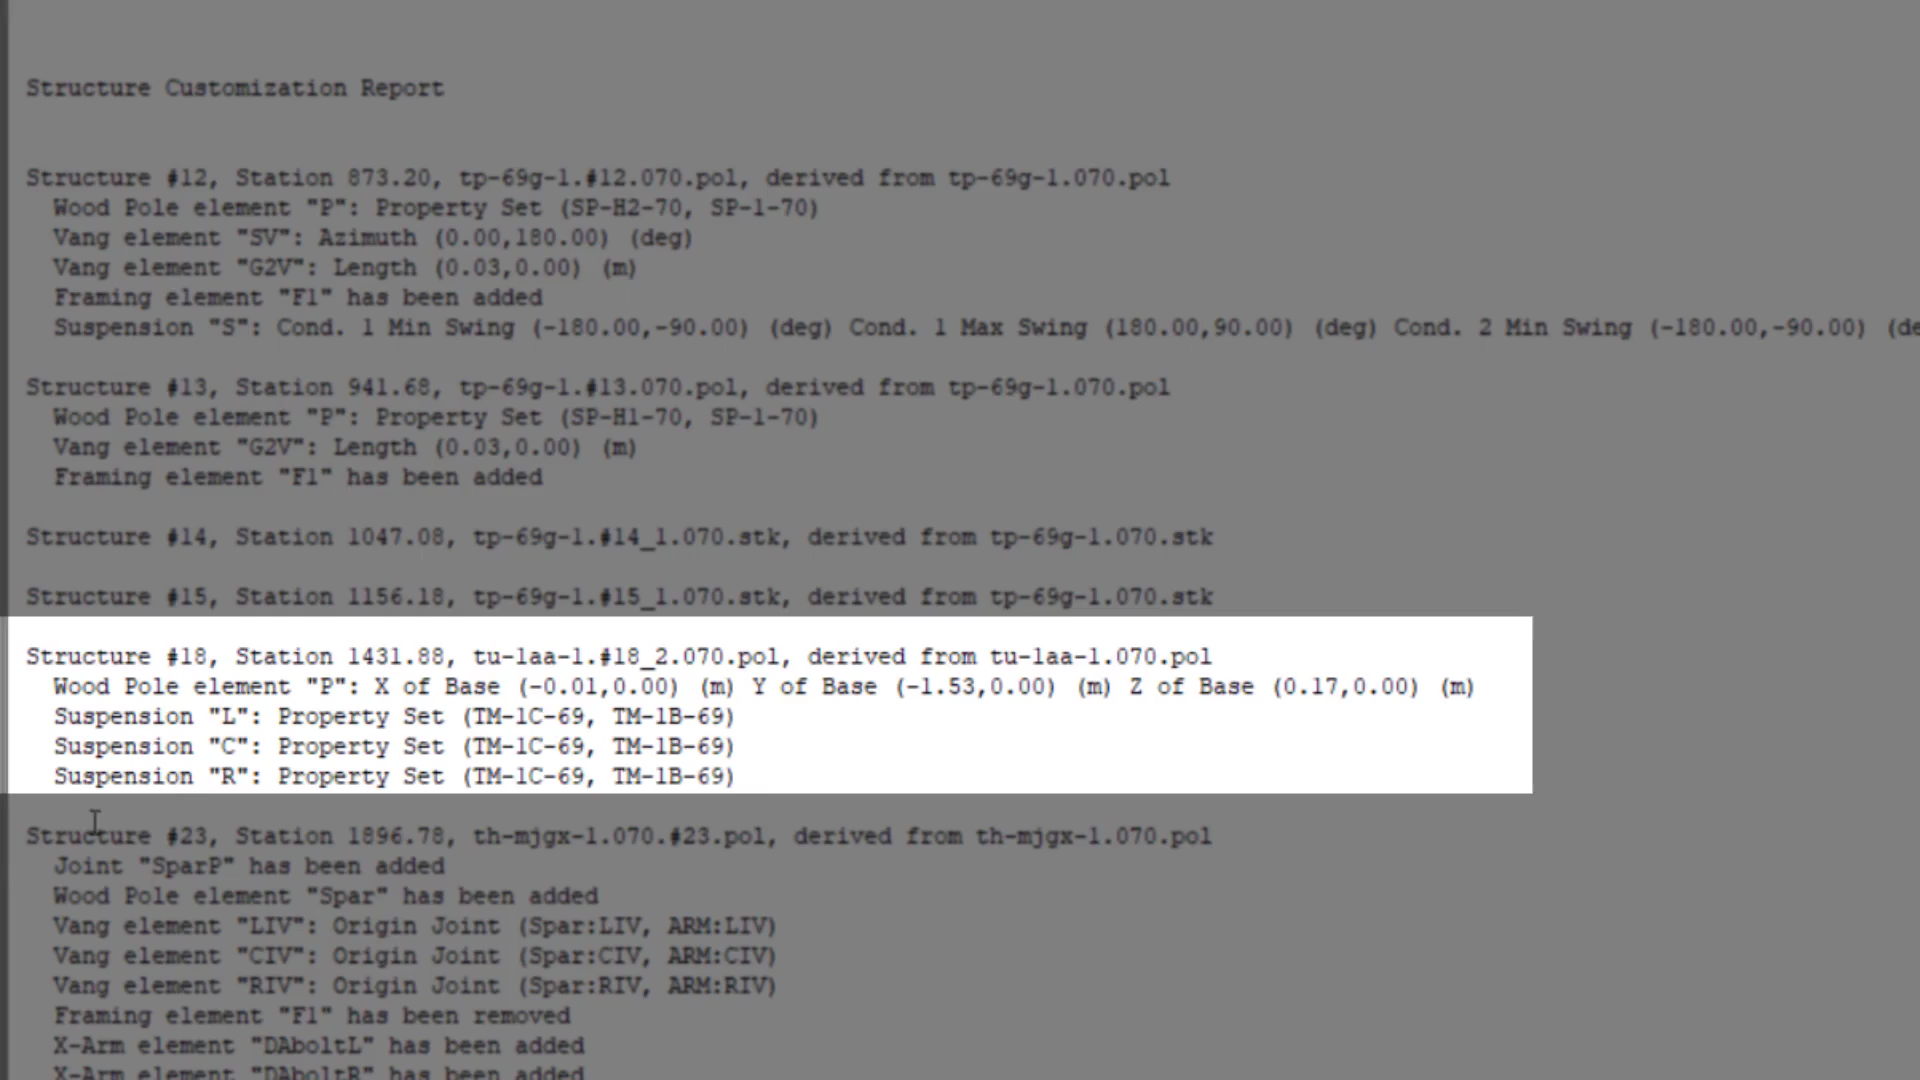 Structure Customization Report
Structure #12, Station 873.20, tp-69g-1.#12.070.pol, derived from tp-69g-1.070.pol
Wood Pole element "P": Property Set (SP-H2-70, SP-1-70)
Vang element "SV": Azimuth (0.00,180.00) (deg)
Vang element "G2V": Length (0.03,0.00) (m)
Framing element "F1" has been added
Suspension "S": Cond. 1 Min Swing (-180.00,-90.00) (deg) Cond. 1 Max Swing (180.00,90.00) (deg) Cond. 2 Min Swing (-180.00,-90.00) (de
Structure #13, Station 941.68, tp-69g-1.#13.070.pol, derived from tp-69g-1.070.pol
Wood Pole element "P": Property Set (SP-H1-70, SP-1-70)
Vang element "G2V": Length (0.03,0.00) (m)
Framing element "F1" has been added
Structure #14, Station 1047.08, tp-69g-1.#14_1.070.stk, derived from tp-69g-1.070.stk
Structure #15, Station 1156.18, tp-69g-1.#15_1.070.stk, derived from tp-69g-1.070.stk
Structure #18, Station 1431.88, tu-1aa-1.#18_2.070.pol, derived from tu-1aa-1.070.pol
Wood Pole element "P": X of Base (-0.01,0.00) (m) Y of Base (-1.53,0.00) (m) Z of Base (0.17,0.00) (m)
Suspension "L": Property Set (TM-1C-69, TM-1B-69)
Suspension "C": Property Set (TM-1C-69, TM-1B-69)
Suspension "R": Property Set (TM-1C-69, TM-1B-69)
Structure #23, Station 1896.78, th-mjgx-1.070.#23.pol, derived from th-mjgx-1.070.pol
Joint "SparP" has been added
Wood Pole element "Spar" has been added
Vang element "LIV": Origin Joint (Spar:LIV, ARM:LIV)
Vang element "CIV": Origin Joint (Spar:CIV, ARM:CIV)
Vang element "RIV": Origin Joint (Spar:RIV, ARM:RIV)
Framing element "F1" has been removed
X-Arm element "DAboltL" has been added
X-Arm element "DAboltR" has been added